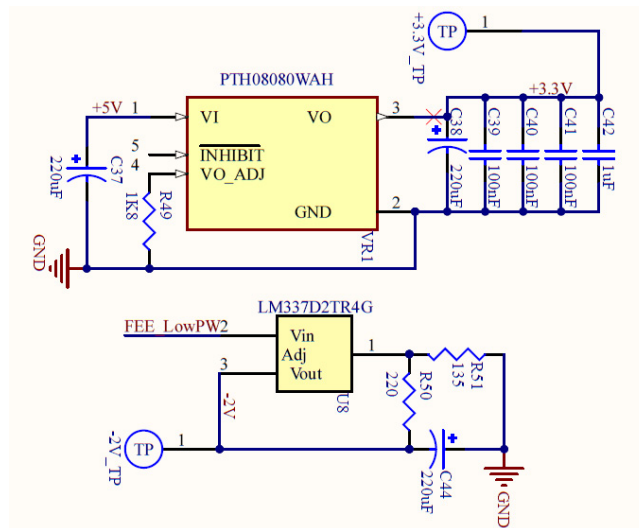 +3.3V_TP
TP
1
PTH08080WAH
+5V
1
VI
VO
3
+3.3V
5
INHIBIT
4
VO_ADJ
GND
2
VR1
C37
220uF
R49
1K8
GND
C38
220uF
C39
100nF
C40
100nF
C41
100nF
C42
1uF
LM337D2TR4G
FEE_LowPW
2
Vin
Adj
1
3
Vout
U8
-2V
R50
220
R51
135
-2V_TP
TP
1
C44
220uF
GND